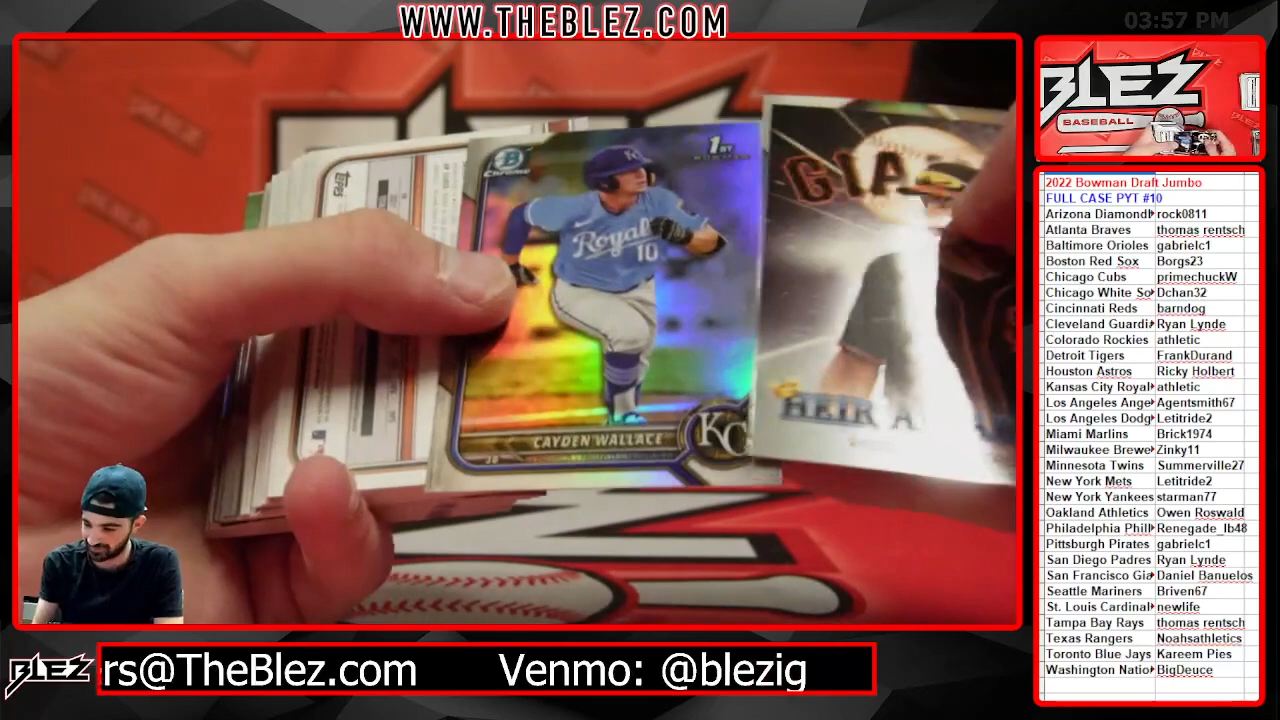 WWW.THEBLEZ.COM
03:57 PM
BLEZ
BASEBALL
Chrome
1ST
BOWMAN
Royals
10
CAYDEN WALLACE
3B
KC
topps
GIA
HEIR A
rs@TheBlez.com Venmo: @blezig
BLEZ
2022 Bowman Draft Jumbo
FULL CASE PYT #10
Arizona Diamondb rock0811
Atlanta Braves thomas rentsch
Baltimore Orioles gabrielc1
Boston Red Sox Borgs23
Chicago Cubs primechuckW
Chicago White So Dchan32
Cincinnati Reds barndog
Cleveland Guardi Ryan Lynde
Colorado Rockies athletic
Detroit Tigers FrankDurand
Houston Astros Ricky Holbert
Kansas City Royal athletic
Los Angeles Ange Agentsmith67
Los Angeles Dodg Letitride2
Miami Marlins Brick1974
Milwaukee Brewe Zinky11
Minnesota Twins Summerville27
New York Mets Letitride2
New York Yankees starman77
Oakland Athletics Owen Roswald
Philadelphia Phill Renegade_lb48
Pittsburgh Pirates gabrielc1
San Diego Padres Ryan Lynde
San Francisco Gia Daniel Banuelos
Seattle Mariners Briven67
St. Louis Cardinal newlife
Tampa Bay Rays thomas rentsch
Texas Rangers Noahsathletics
Toronto Blue Jays Kareem Pies
Washington Natio BigDeuce